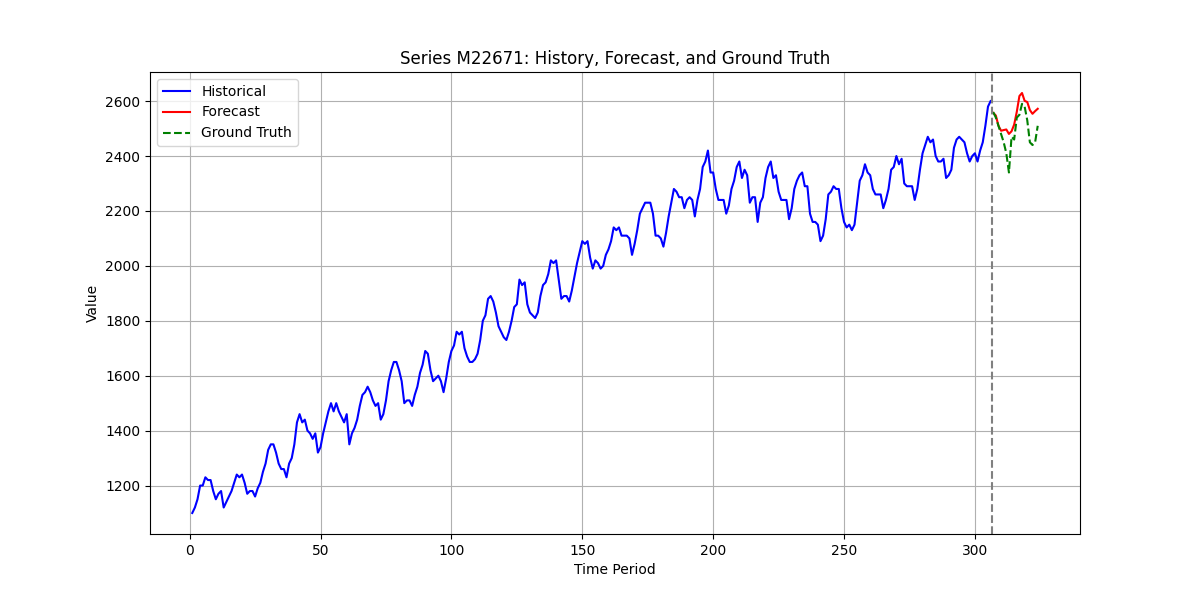 Series M22671: History, Forecast, and Ground Truth
Historical
Forecast
Ground Truth
2600
2400
2200
2000
1800
1600
1400
1200
Value
0 50 100 150 200 250 300
Time Period